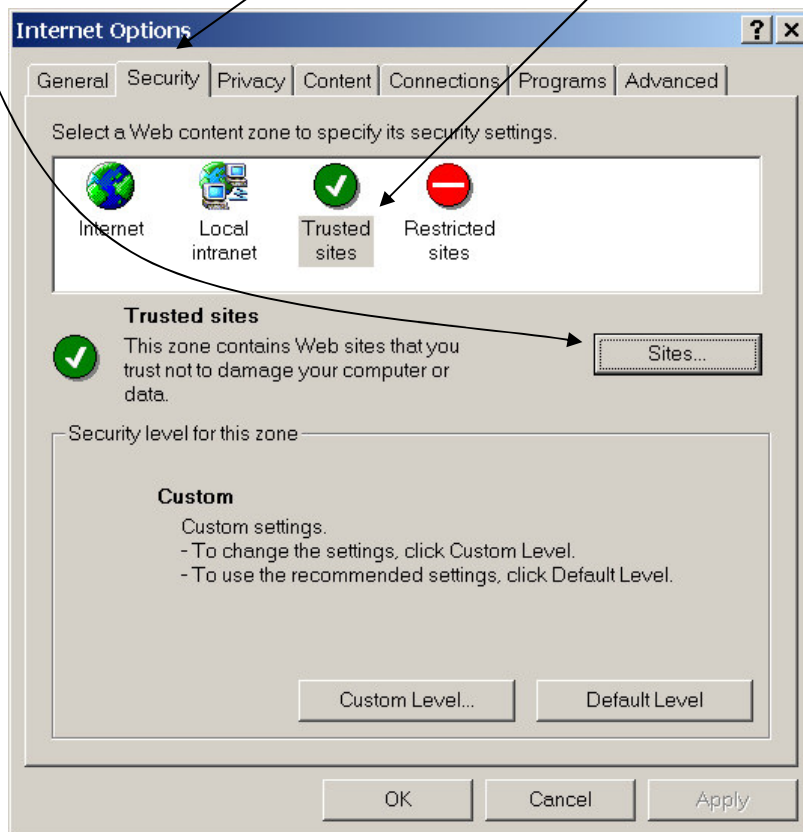 Internet Options
General Security Privacy Content Connections Programs Advanced
Select a Web content zone to specify its security settings.
Internet
Local intranet
Trusted sites
Restricted sites
Trusted sites
This zone contains Web sites that you
trust not to damage your computer or
data.
Sites...
Security level for this zone
Custom
Custom settings.
- To change the settings, click Custom Level.
- To use the recommended settings, click Default Level.
Custom Level... Default Level
OK Cancel Apply